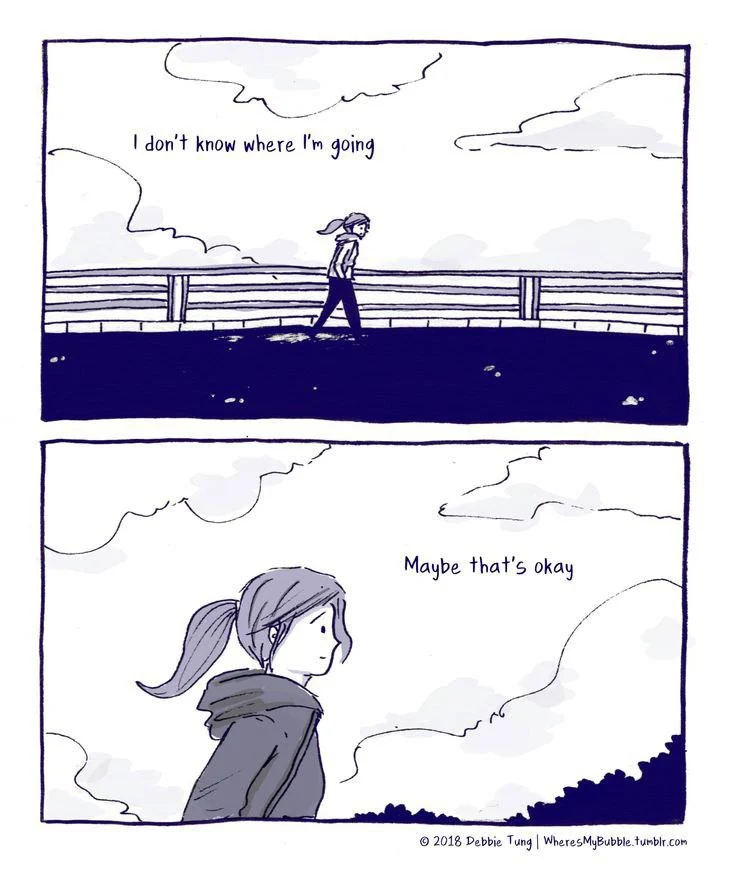 I don't know where I'm going
Maybe that's okay
© 2018 Debbie Tung | WheresMyBubble.tumblr.com